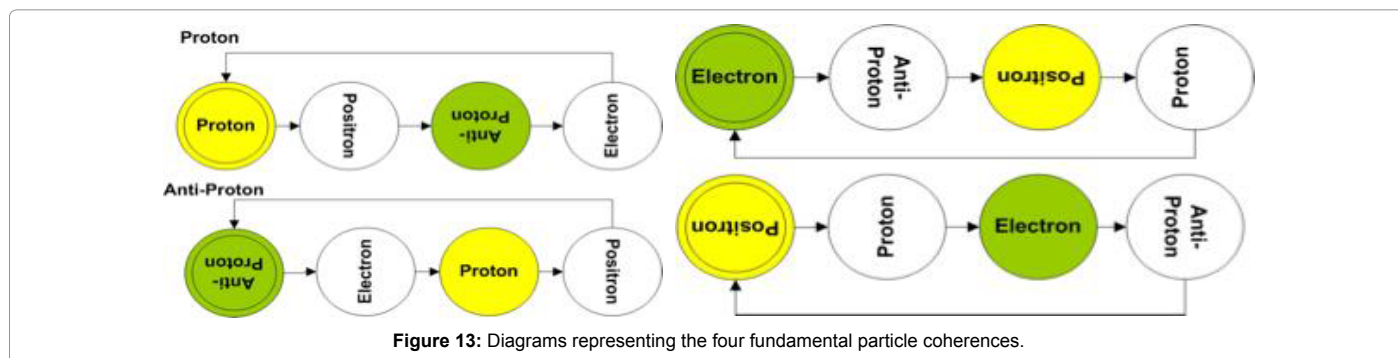 Proton
Proton
Positron
Anti-
Proton
Electron
Anti-Proton
Anti-
Proton
Electron
Proton
Positron
Electron
Anti-
Proton
Positron
Proton
Positron
Proton
Electron
Anti-
Proton
Figure 13: Diagrams representing the four fundamental particle coherences.